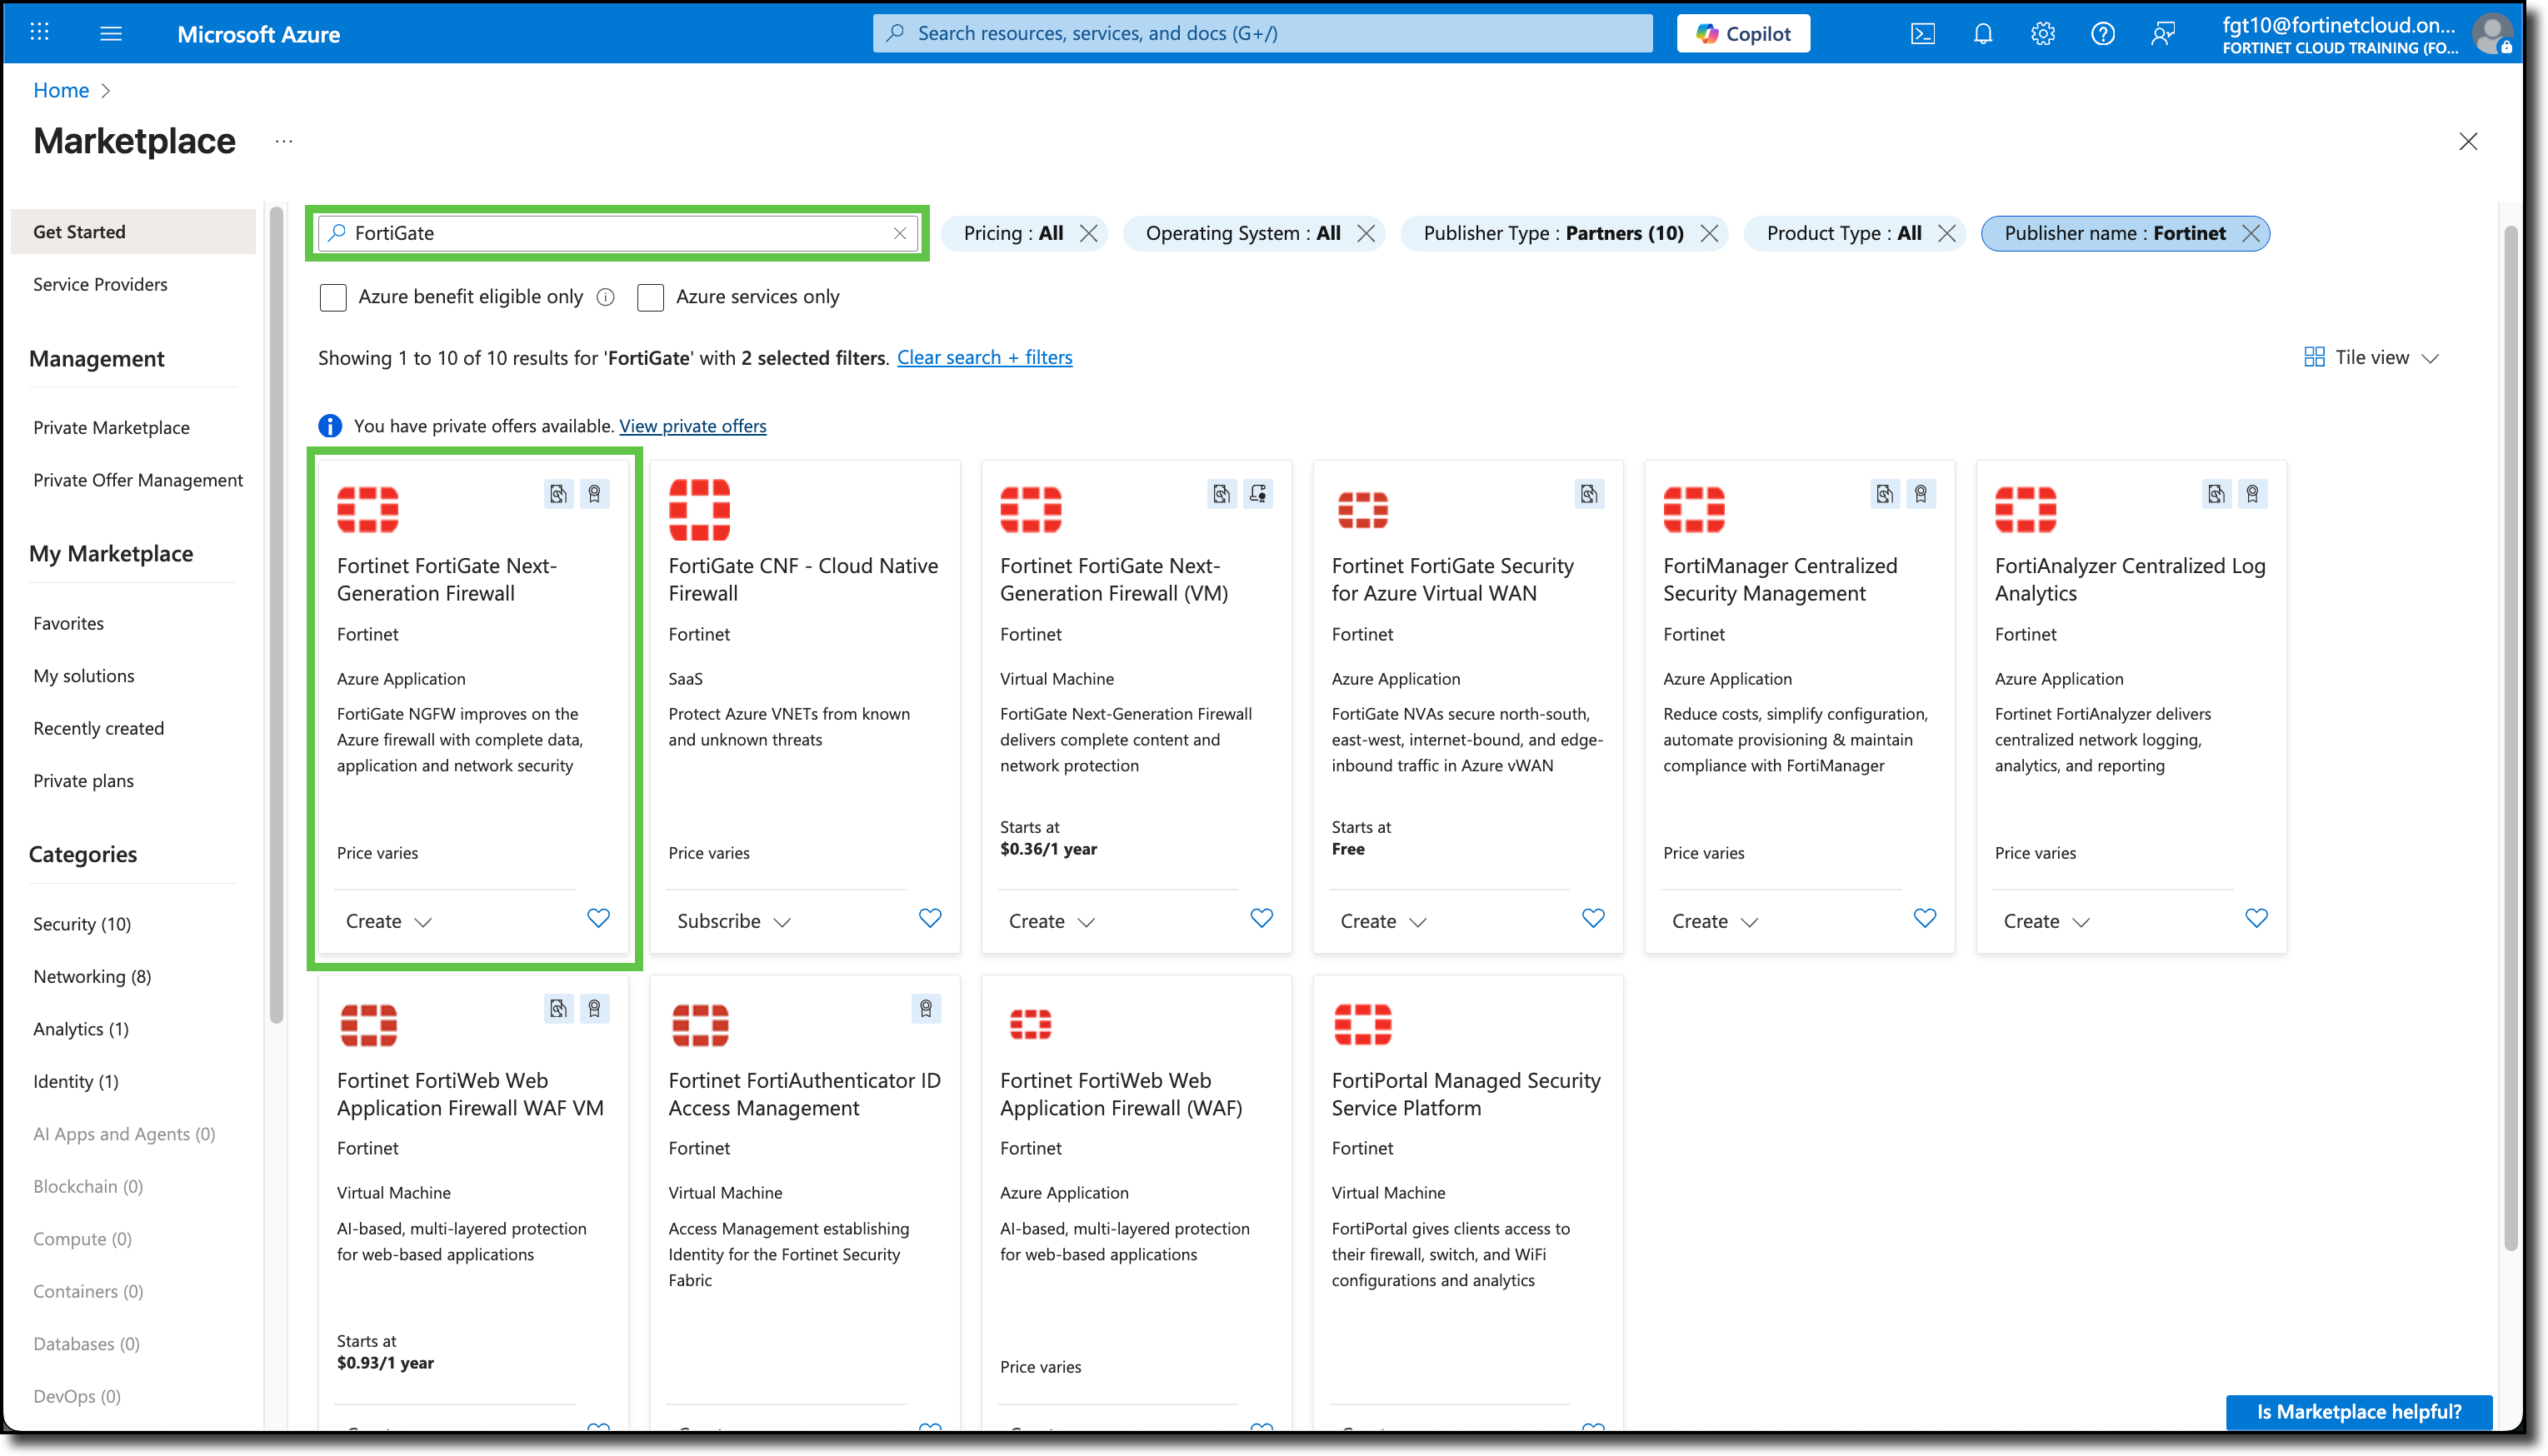 Microsoft Azure
Search resources, services, and docs (G+/)
Copilot
fgt10@fortinetcloud.on...
FORTINET CLOUD TRAINING (FO...
Home
Marketplace
...
Get Started
Service Providers
Management
Private Marketplace
Private Offer Management
My Marketplace
Favorites
My solutions
Recently created
Private plans
Categories
Security (10)
Networking (8)
Analytics (1)
Identity (1)
AI Apps and Agents (0)
Blockchain (0)
Compute (0)
Containers (0)
Databases (0)
DevOps (0)
FortiGate
Pricing : All
Operating System : All
Publisher Type : Partners (10)
Product Type : All
Publisher name : Fortinet
Azure benefit eligible only
Azure services only
Showing 1 to 10 of 10 results for 'FortiGate' with 2 selected filters. Clear search + filters
Tile view
You have private offers available. View private offers
Fortinet FortiGate Next-
Generation Firewall
Fortinet
Azure Application
FortiGate NGFW improves on the
Azure firewall with complete data,
application and network security
Price varies
Create
FortiGate CNF - Cloud Native
Firewall
Fortinet
SaaS
Protect Azure VNETs from known
and unknown threats
Price varies
Subscribe
Fortinet FortiGate Next-
Generation Firewall (VM)
Fortinet
Virtual Machine
FortiGate Next-Generation Firewall
delivers complete content and
network protection
Starts at
$0.36/1 year
Create
Fortinet FortiGate Security
for Azure Virtual WAN
Fortinet
Azure Application
FortiGate NVAs secure north-south,
east-west, internet-bound, and edge-
inbound traffic in Azure vWAN
Starts at
Free
Create
FortiManager Centralized
Security Management
Fortinet
Azure Application
Reduce costs, simplify configuration,
automate provisioning & maintain
compliance with FortiManager
Price varies
Create
FortiAnalyzer Centralized Log
Analytics
Fortinet
Azure Application
Fortinet FortiAnalyzer delivers
centralized network logging,
analytics, and reporting
Price varies
Create
Fortinet FortiWeb Web
Application Firewall WAF VM
Fortinet
Virtual Machine
AI-based, multi-layered protection
for web-based applications
Starts at
$0.93/1 year
Fortinet FortiAuthenticator ID
Access Management
Fortinet
Virtual Machine
Access Management establishing
Identity for the Fortinet Security
Fabric
Fortinet FortiWeb Web
Application Firewall (WAF)
Fortinet
Azure Application
AI-based, multi-layered protection
for web-based applications
Price varies
FortiPortal Managed Security
Service Platform
Fortinet
Virtual Machine
FortiPortal gives clients access to
their firewall, switch, and WiFi
configurations and analytics
Is Marketplace helpful?